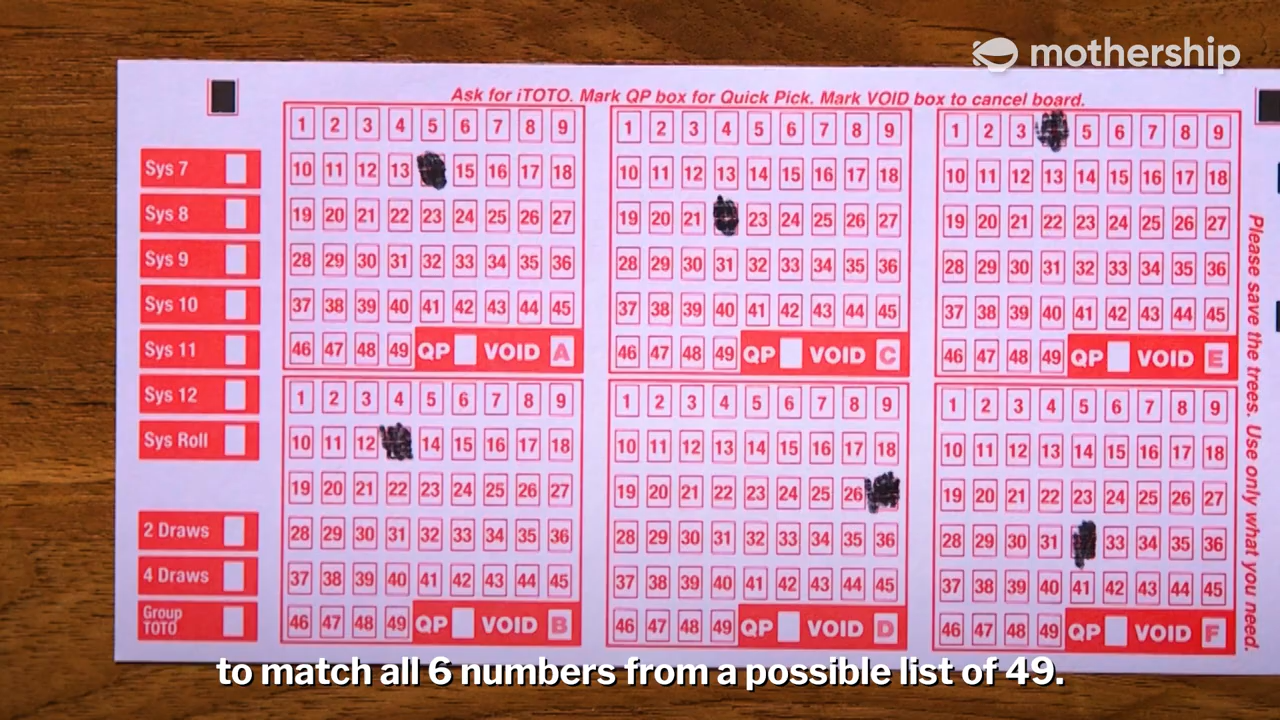 mothership
Ask for iTOTO. Mark QP box for Quick Pick. Mark VOID box to cancel board.
Sys 7
Sys 8
Sys 9
Sys 10
Sys 11
Sys 12
Sys Roll
2 Draws
4 Draws
Group
TOTO
1 2 3 4 5 6 7 8 9
10 11 12 13 15 16 17 18
19 20 21 22 23 24 25 26 27
28 29 30 31 32 33 34 35 36
37 38 39 40 41 42 43 44 45
46 47 48 49 QP VOID A
1 2 3 4 5 6 7 8 9
10 11 12 14 15 16 17 18
19 20 21 22 23 24 25 26 27
28 29 30 31 32 33 34 35 36
37 38 39 40 41 42 43 44 45
46 47 48 49 QP VOID B
1 2 3 4 5 6 7 8 9
10 11 12 13 14 15 16 17 18
19 20 21 23 24 25 26 27
28 29 30 31 32 33 34 35 36
37 38 39 40 41 42 43 44 45
46 47 48 49 QP VOID C
1 2 3 4 5 6 7 8 9
10 11 12 13 14 15 16 17 18
19 20 21 22 23 24 25 26
28 29 30 31 32 33 34 35 36
37 38 39 40 41 42 43 44 45
46 47 48 49 QP VOID D
1 2 3 5 6 7 8 9
10 11 12 13 14 15 16 17 18
19 20 21 22 23 24 25 26 27
28 29 30 31 32 33 34 35 36
37 38 39 40 41 42 43 44 45
46 47 48 49 QP VOID E
1 2 3 4 5 6 7 8 9
10 11 12 13 14 15 16 17 18
19 20 21 22 23 24 25 26 27
28 29 30 31 33 34 35 36
37 38 39 40 41 42 43 44 45
46 47 48 49 QP VOID F
Please save the trees. Use only what you need.
to match all 6 numbers from a possible list of 49.